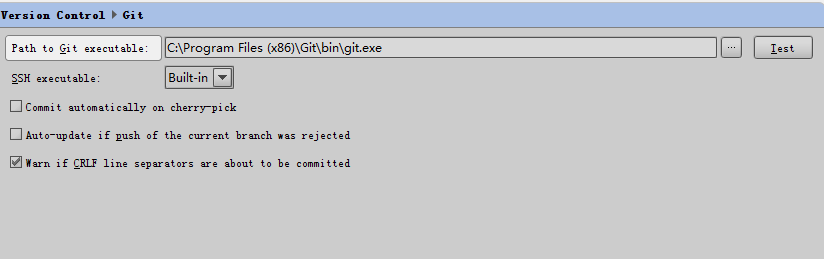 Version Control Git
Path to Git executable: C:\Program Files (x86)\Git\bin\git.exe ... Test
SSH executable: Built-in
Commit automatically on cherry-pick
Auto-update if push of the current branch was rejected
Warn if CRLF line separators are about to be committed